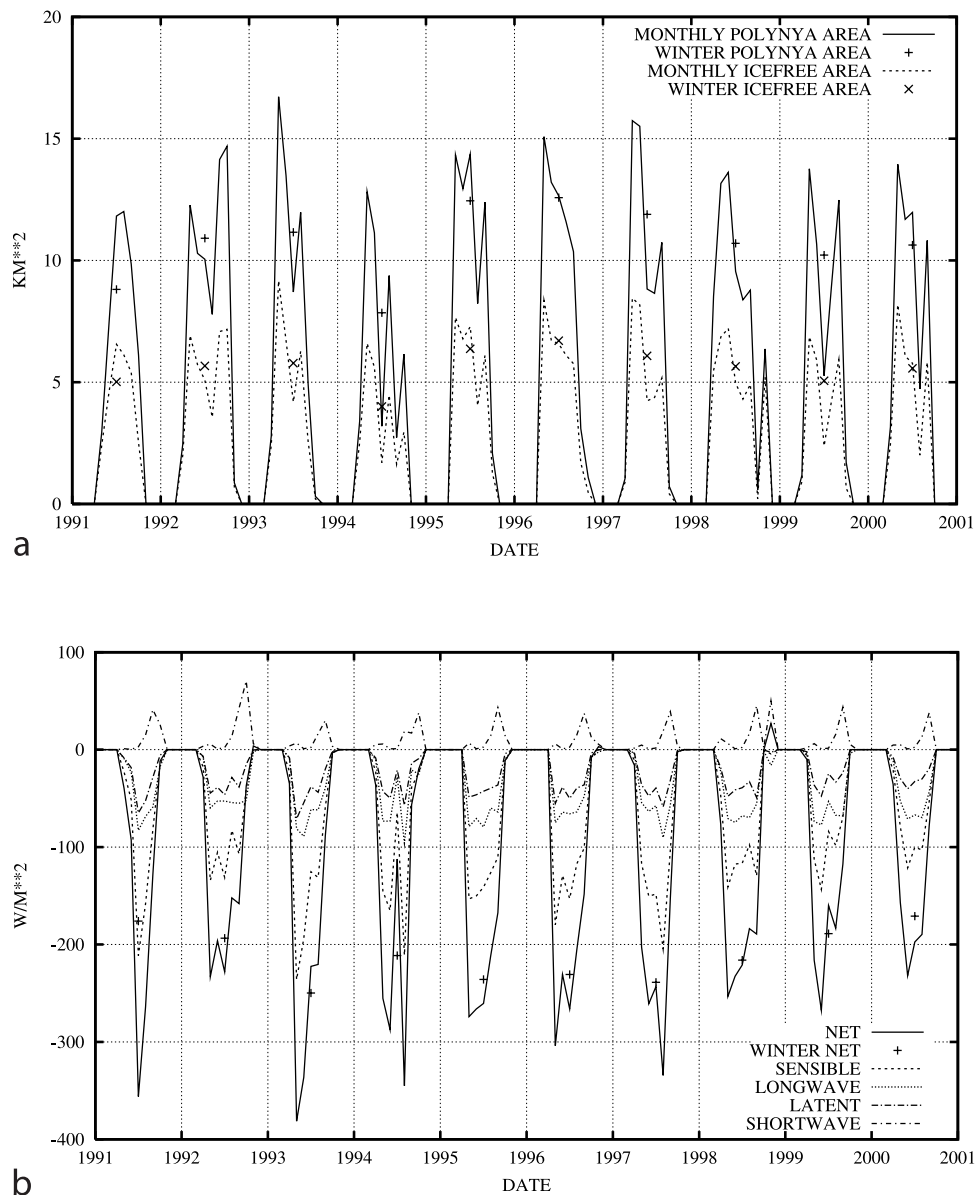 20
15
10
5
0
KM**2
MONTHLY POLYNYA AREA
WINTER POLYNYA AREA
MONTHLY ICEFREE AREA
WINTER ICEFREE AREA
1991 1992 1993 1994 1995 1996 1997 1998 1999 2000 2001
DATE
a
100
0
-100
-200
-300
-400
W/M**2
NET
WINTER NET
SENSIBLE
LONGWAVE
LATENT
SHORTWAVE
1991 1992 1993 1994 1995 1996 1997 1998 1999 2000 2001
DATE
b